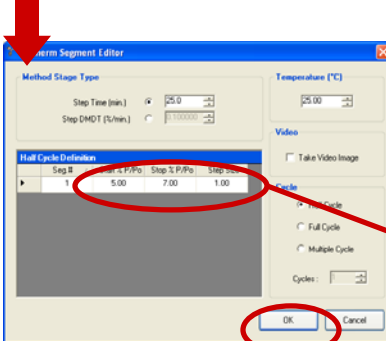 Segment Editor
Method Stage Type
Step Time (min.) 25.0
Step DMDT (%/min.) 0.100000
Temperature (°C)
25.00
Video
Take Video Image
Half Cycle Definition
Seg.# % P/Po Stop % P/Po Step Size
1 5.00 7.00 1.00
Cycle
Half Cycle
Full Cycle
Multiple Cycle
Cycles :
OK Cancel